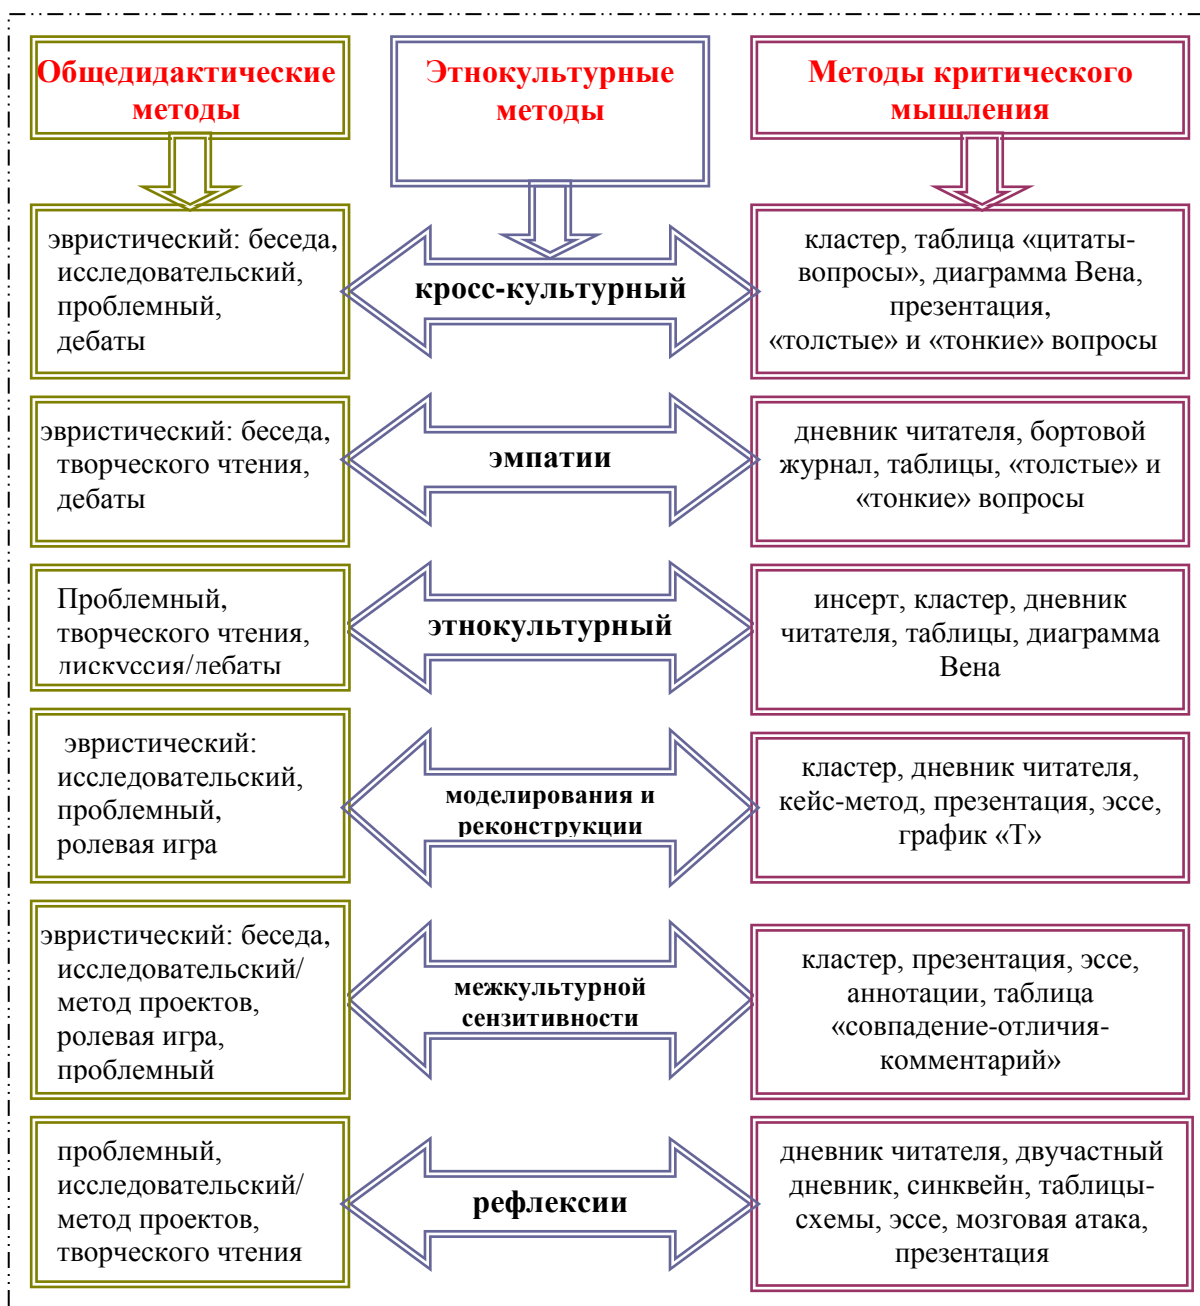 Общедидактические
методы
Этнокультурные
методы
Методы критического
мышления
эвристический: беседа,
исследовательский,
проблемный,
дебаты
кросс-культурный
кластер, таблица «цитаты-
вопросы», диаграмма Вена,
презентация,
«толстые» и «тонкие» вопросы
эвристический: беседа,
творческого чтения,
дебаты
эмпатии
дневник читателя, бортовой
журнал, таблицы, «толстые» и
«тонкие» вопросы
Проблемный,
творческого чтения,
дискуссия/дебаты
этнокультурный
инсерт, кластер, дневник
читателя, таблицы, диаграмма
Вена
эвристический:
исследовательский,
проблемный,
ролевая игра
моделирования и
реконструкции
кластер, дневник читателя,
кейс-метод, презентация, эссе,
график «Т»
эвристический: беседа,
исследовательский/
метод проектов,
ролевая игра,
проблемный
межкультурной
сензитивности
кластер, презентация, эссе,
аннотации, таблица
«совпадение-отличия-
комментарий»
проблемный,
исследовательский/
метод проектов,
творческого чтения
рефлексии
дневник читателя, двучастный
дневник, синквейн, таблицы-
схемы, эссе, мозговая атака,
презентация